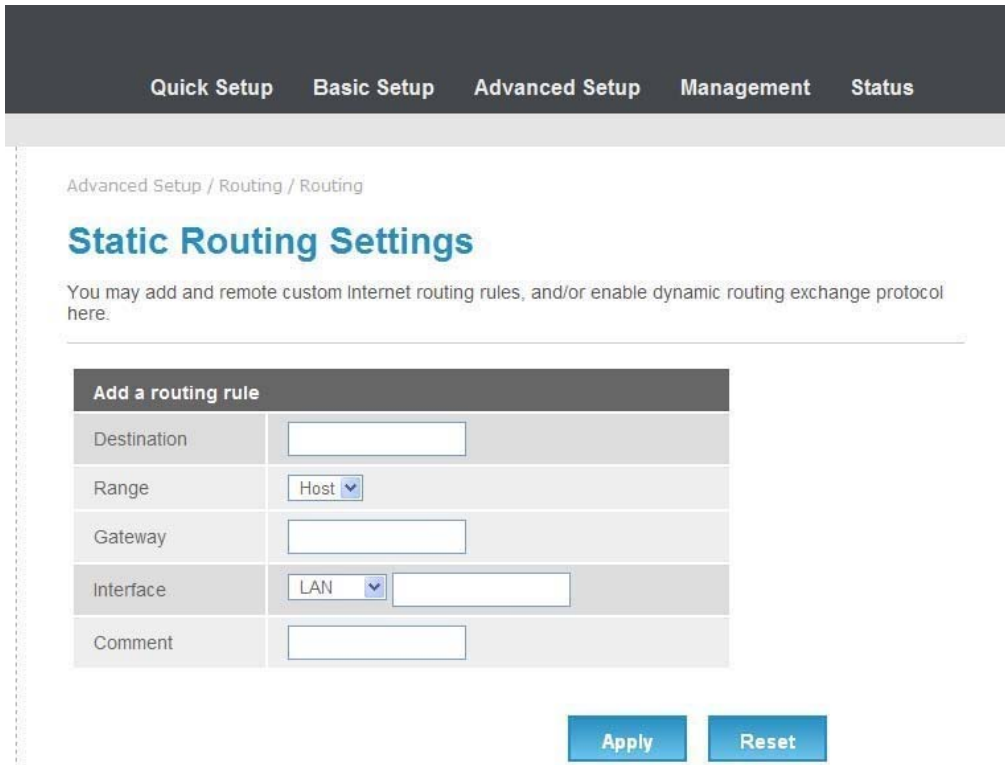 Quick Setup Basic Setup Advanced Setup Management Status
Advanced Setup / Routing / Routing
Static Routing Settings
You may add and remote custom Internet routing rules, and/or enable dynamic routing exchange protocol
here.
Add a routing rule
Destination
Range Host
Gateway
Interface LAN
Comment
Apply Reset